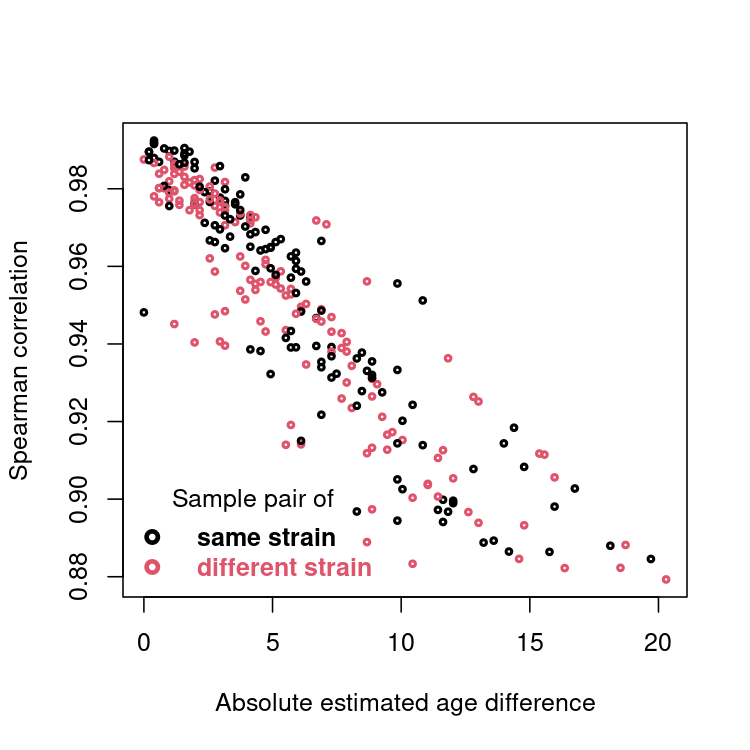 Spearman correlation
0.98
0.96
0.94
0.92
0.90
0.88
Sample pair of
same strain
different strain
0 5 10 15 20
Absolute estimated age difference